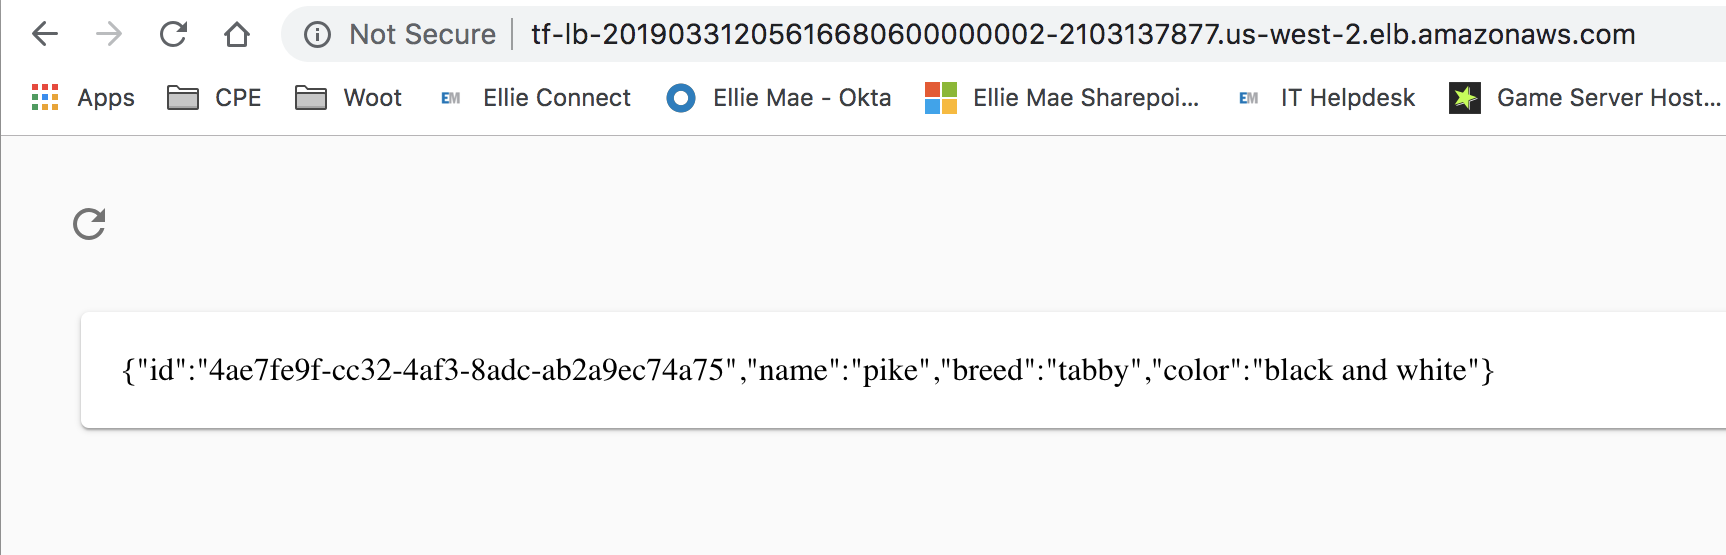 Not Secure | tf-lb-20190331205616680600000002-2103137877.us-west-2.elb.amazonaws.com
Apps CPE Woot EM Ellie Connect Ellie Mae - Okta Ellie Mae Sharepoi... EM IT Helpdesk Game Server Host...
{"id":"4ae7fe9f-cc32-4af3-8adc-ab2a9ec74a75","name":"pike","breed":"tabby","color":"black and white"}